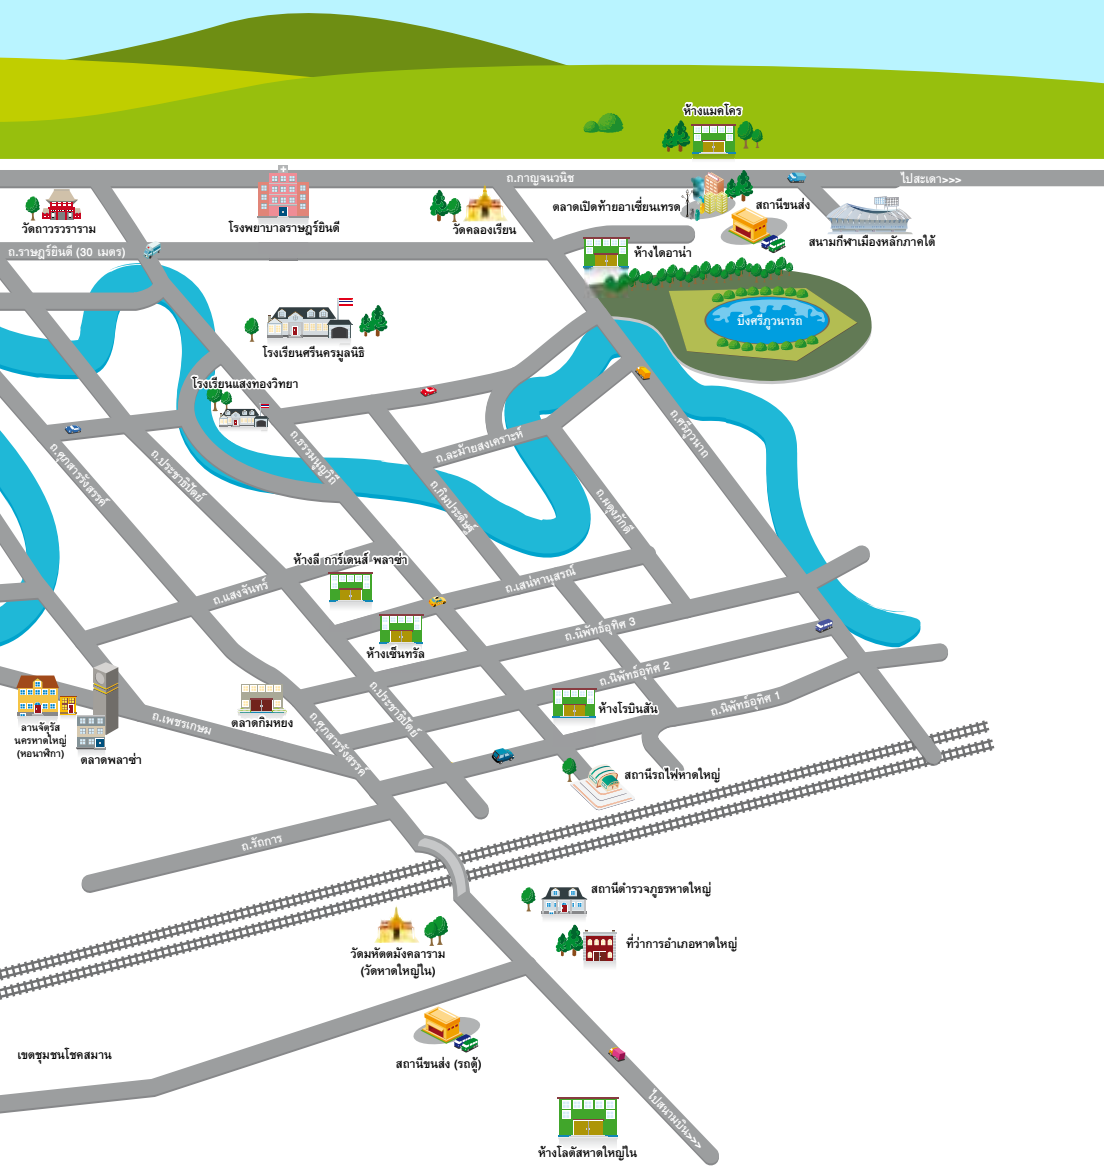 ห้างแมคโคร
ถ.กาญจนวนิช
ไปสะเดา>>>
วัดถาวรวราราม
โรงพยาบาลราษฎร์ยินดี
วัดคลองเรียน
ตลาดเปิดท้ายอาเซี่ยนเทรด
สถานีขนส่ง
สนามกีฬาเมืองหลักภาคใต้
ถ.ราษฎร์ยินดี (30 เมตร)
ห้างไดอาน่า
บึงศรีภูวนารถ
โรงเรียนศรีนครมูลนิธิ
โรงเรียนแสงทองวิทยา
ถ.ศรีภูวนาถ
ถ.ธรรมนูญวิถี
ถ.ละม้ายสงเคราะห์
ถ.ศุภสารรังสรรค์
ถ.ประชาธิปัตย์
ถ.กิมประดิษฐ์
ถ.ผดุงภักดี
ห้างลี การ์เดนส์ พลาซ่า
ถ.แสงจันทร์
ถ.เสน่หานุสรณ์
ถ.นิพัทธ์อุทิศ 3
ห้างเซ็นทรัล
ถ.นิพัทธ์อุทิศ 2
ถ.นิพัทธ์อุทิศ 1
ถ.ประชาธิปัตย์
ห้างโรบินสัน
ตลาดกิมหยง
ถ.ศุภสารรังสรรค์
ถ.เพชรเกษม
ลานจัตุรัส
นครหาดใหญ่
(หอนาฬิกา)
ตลาดพลาซ่า
สถานีรถไฟหาดใหญ่
ถ.รัถการ
สถานีตำรวจภูธรหาดใหญ่
ที่ว่าการอำเภอหาดใหญ่
วัดมหัตตมังคลาราม
(วัดหาดใหญ่ใน)
เขตชุมชนโชคสมาน
สถานีขนส่ง (รถตู้)
ไปสนามบิน>>>
ห้างโลตัสหาดใหญ่ใน